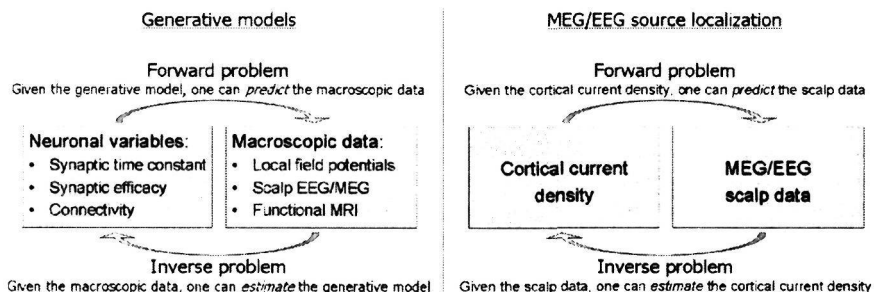 Generative models
Forward problem
Given the generative model, one can predict the macroscopic data
Neuronal variables:
• Synaptic time constant
• Synaptic efficacy
• Connectivity
Macroscopic data:
• Local field potentials
• Scalp EEG/MEG
• Functional MRI
Inverse problem
Given the macroscopic data, one can estimate the generative model
MEG/EEG source localization
Forward problem
Given the cortical current density, one can predict the scalp data
Cortical current
density
MEG/EEG
scalp data
Inverse problem
Given the scalp data, one can estimate the cortical current density